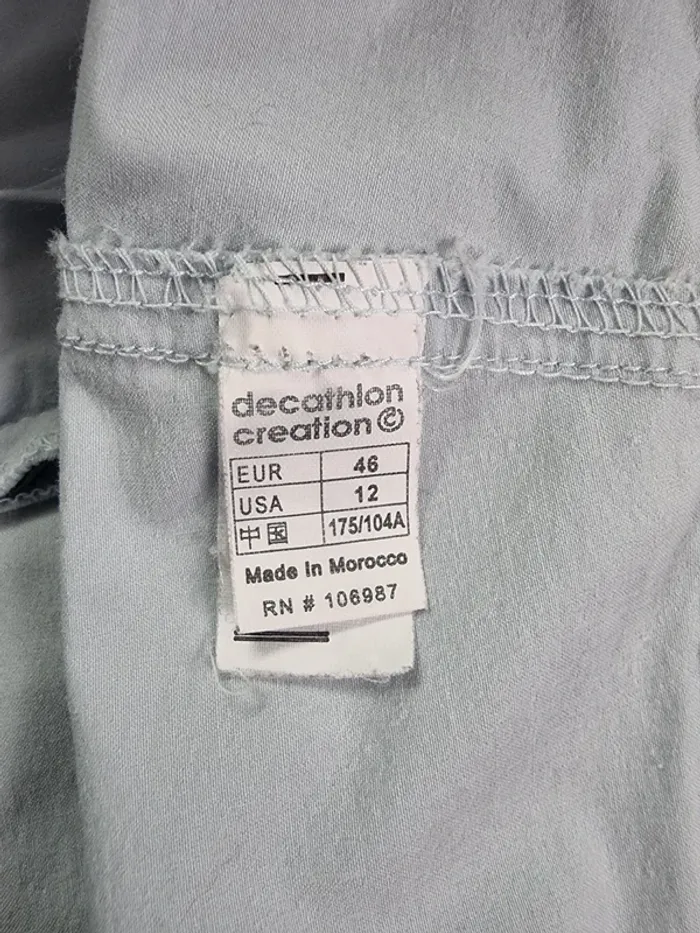 decathlon
creation ©
EUR 46
USA 12
中国 175/104A
Made in Morocco
RN # 106987